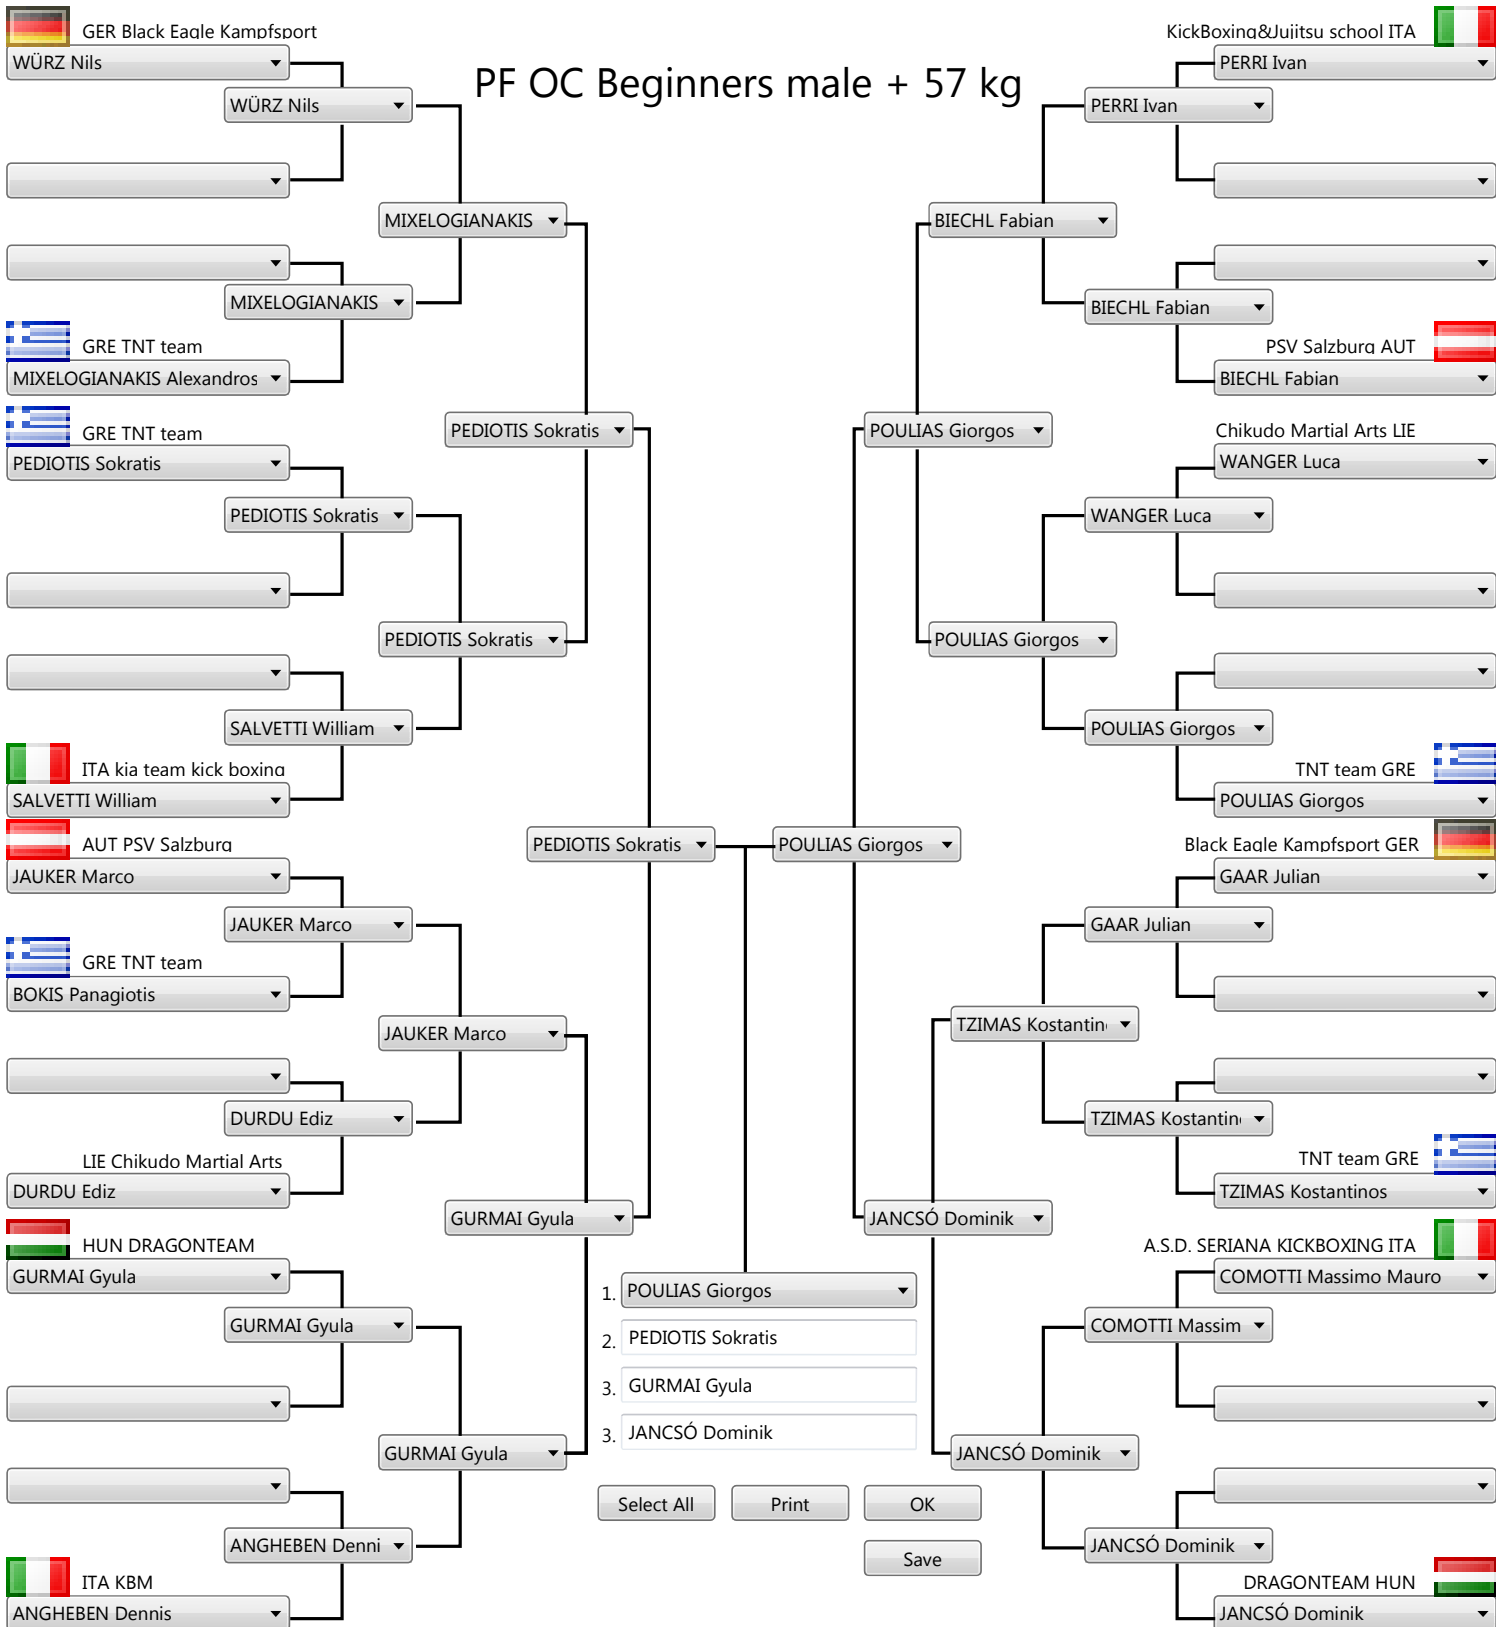 PF OC Beginners male + 57 kg
GER Black Eagle Kampfsport
WÜRZ Nils
WÜRZ Nils
MIXELOGIANAKIS
MIXELOGIANAKIS
GRE TNT team
MIXELOGIANAKIS Alexandros
GRE TNT team
PEDIOTIS Sokratis
PEDIOTIS Sokratis
PEDIOTIS Sokratis
PEDIOTIS Sokratis
SALVETTI William
ITA kia team kick boxing
SALVETTI William
AUT PSV Salzburg
JAUKER Marco
JAUKER Marco
GRE TNT team
BOKIS Panagiotis
JAUKER Marco
DURDU Ediz
LIE Chikudo Martial Arts
DURDU Ediz
GURMAI Gyula
HUN DRAGONTEAM
GURMAI Gyula
GURMAI Gyula
GURMAI Gyula
ANGHEBEN Denni
ITA KBM
ANGHEBEN Dennis
PEDIOTIS Sokratis
POULIAS Giorgos
1. POULIAS Giorgos
2. PEDIOTIS Sokratis
3. GURMAI Gyula
3. JANCSÓ Dominik
Select All
Print
OK
Save
KickBoxing&Jujitsu school ITA
PERRI Ivan
PERRI Ivan
BIECHL Fabian
BIECHL Fabian
PSV Salzburg AUT
BIECHL Fabian
POULIAS Giorgos
Chikudo Martial Arts LIE
WANGER Luca
WANGER Luca
POULIAS Giorgos
POULIAS Giorgos
TNT team GRE
POULIAS Giorgos
Black Eagle Kampfsport GER
GAAR Julian
GAAR Julian
TZIMAS Kostantin
TZIMAS Kostantin
TNT team GRE
TZIMAS Kostantinos
JANCSÓ Dominik
A.S.D. SERIANA KICKBOXING ITA
COMOTTI Massimo Mauro
COMOTTI Massim
JANCSÓ Dominik
JANCSÓ Dominik
DRAGONTEAM HUN
JANCSÓ Dominik